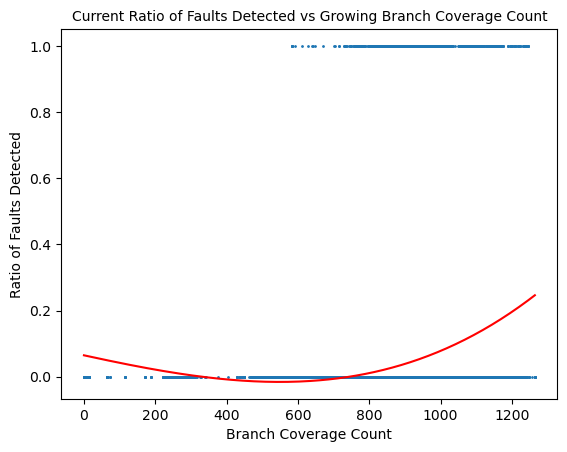 Current Ratio of Faults Detected vs Growing Branch Coverage Count
1.0
0.8
0.6
0.4
0.2
0.0
Ratio of Faults Detected
0 200 400 600 800 1000 1200
Branch Coverage Count